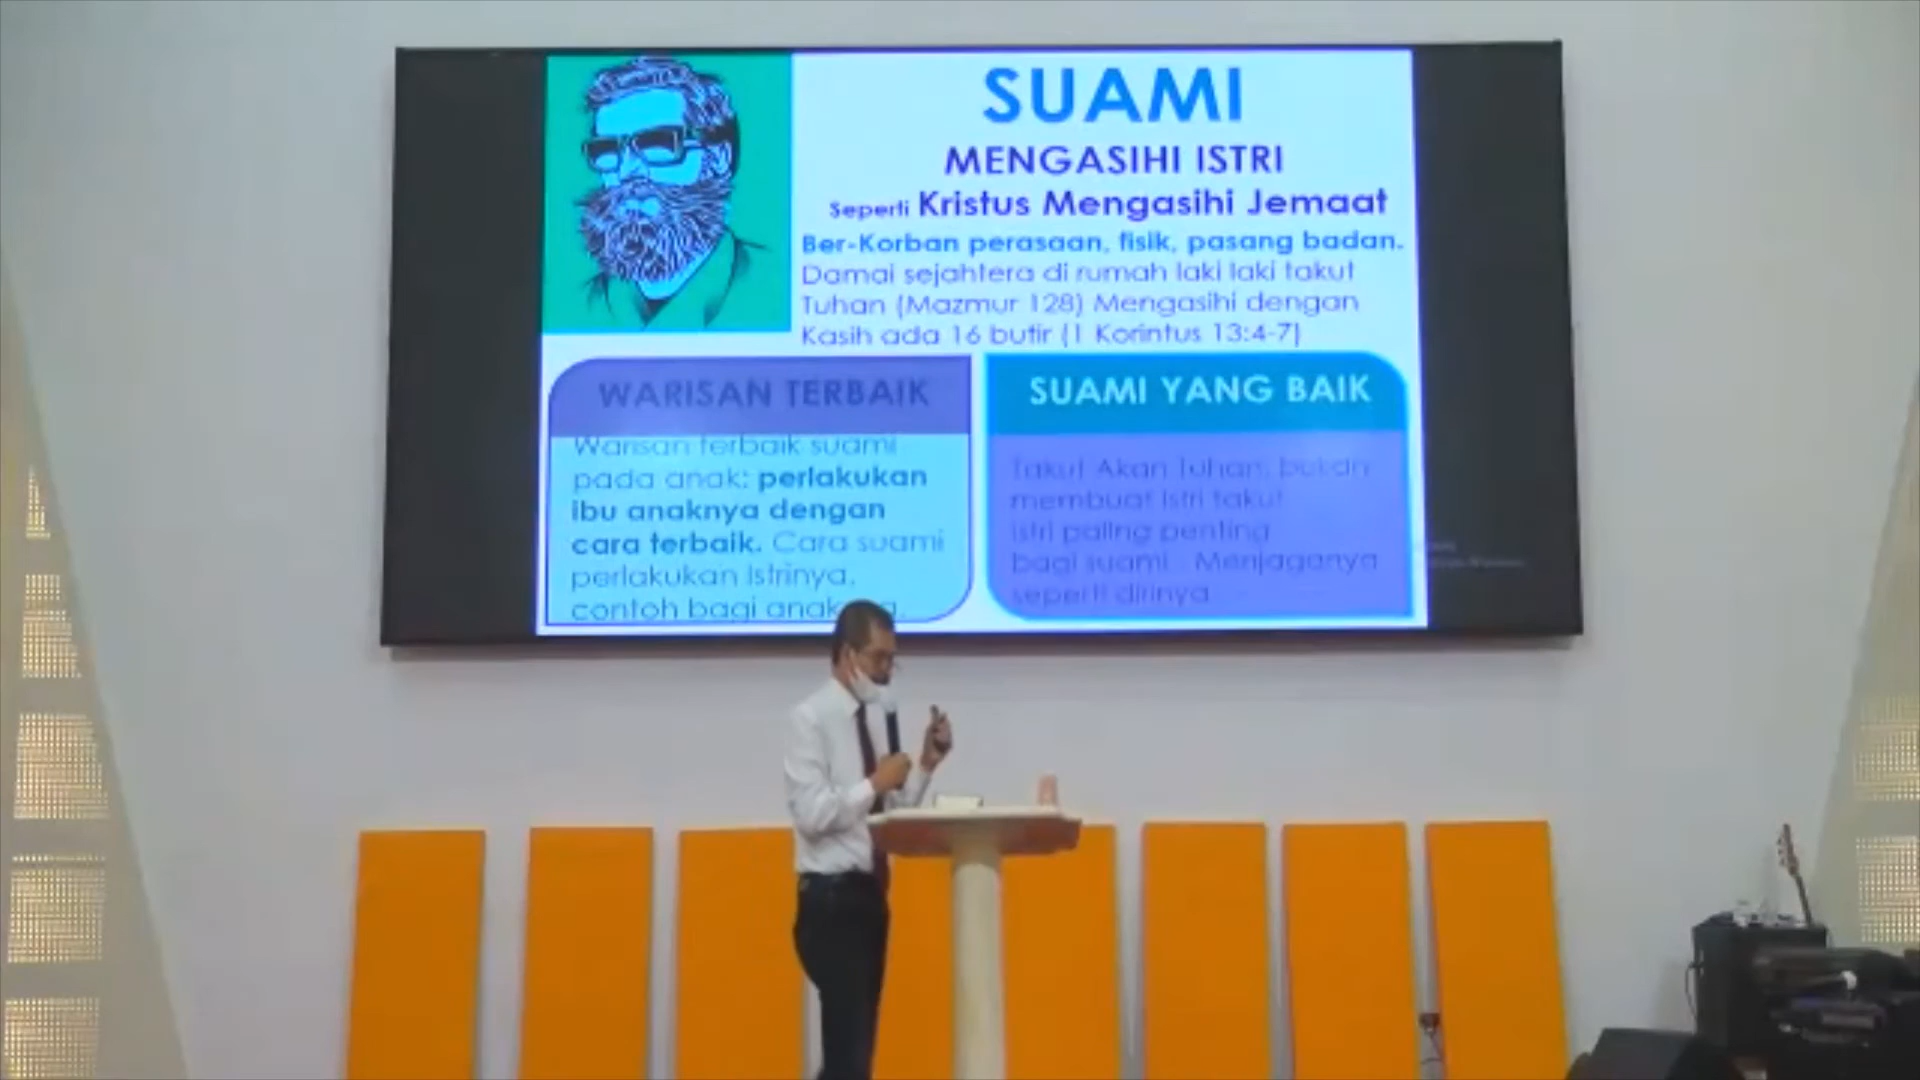 SUAMI
MENGASIHI ISTRI
Seperti Kristus Mengasihi Jemaat
Ber-Korban perasaan, fisik, pasang badan.
Damai sejahtera di rumah laki laki takut
Tuhan (Mazmur 128) Mengasihi dengan
Kasih ada 16 butir (1 Korintus 13:4-7)
WARISAN TERBAIK
Warisan terbaik suami
pada anak: perlakukan
ibu anaknya dengan
cara terbaik. Cara suami
perlakukan Istrinya,
contoh bagi
SUAMI YANG BAIK
Takut Akan Tuhan, bukan
membuat istri takut
istri paling penting
bagi suami. Menjaganya
seperti dirinya